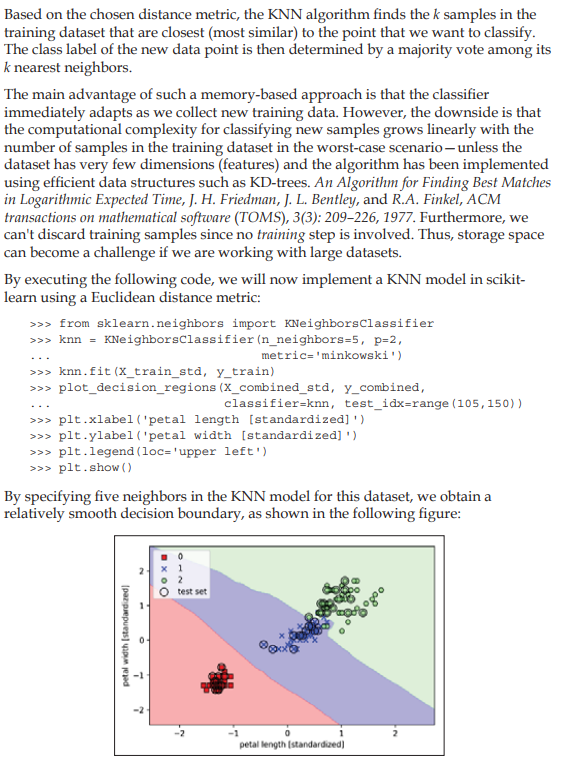 Based on the chosen distance metric, the KNN algorithm finds the k samples in the
training dataset that are closest (most similar) to the point that we want to classify.
The class label of the new data point is then determined by a majority vote among its
k nearest neighbors.
The main advantage of such a memory-based approach is that the classifier
immediately adapts as we collect new training data. However, the downside is that
the computational complexity for classifying new samples grows linearly with the
number of samples in the training dataset in the worst-case scenario—unless the
dataset has very few dimensions (features) and the algorithm has been implemented
using efficient data structures such as KD-trees. An Algorithm for Finding Best Matches
in Logarithmic Expected Time, J. H. Friedman, J. L. Bentley, and R.A. Finkel, ACM
transactions on mathematical software (TOMS), 3(3): 209–226, 1977. Furthermore, we
can't discard training samples since no training step is involved. Thus, storage space
can become a challenge if we are working with large datasets.
By executing the following code, we will now implement a KNN model in scikit-
learn using a Euclidean distance metric:
>>> from sklearn.neighbors import KNeighborsClassifier
>>> knn = KNeighborsClassifier(n_neighbors=5, p=2,
... metric='minkowski')
>>> knn.fit(X_train_std, y_train)
>>> plot_decision_regions(X_combined_std, y_combined,
... classifier=knn, test_idx=range(105,150))
>>> plt.xlabel('petal length [standardized]')
>>> plt.ylabel('petal width [standardized]')
>>> plt.legend(loc='upper left')
>>> plt.show()
By specifying five neighbors in the KNN model for this dataset, we obtain a
relatively smooth decision boundary, as shown in the following figure:
0
1
2
test set
petal width [standardized]
2
1
0
−1
−2
−2 −1 0 1 2
petal length [standardized]